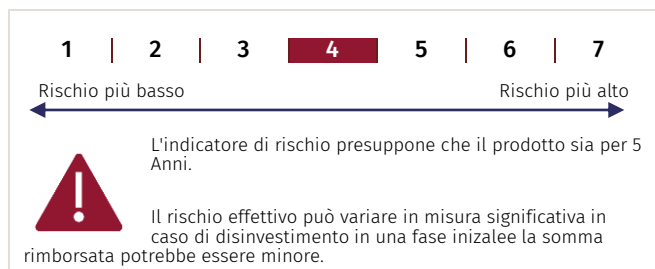 1 2 3 4 5 6 7
Rischio più basso Rischio più alto
L'indicatore di rischio presuppone che il prodotto sia per 5
Anni.
Il rischio effettivo può variare in misura significativa in
caso di disinvestimento in una fase inizalee la somma
rimborsata potrebbe essere minore.